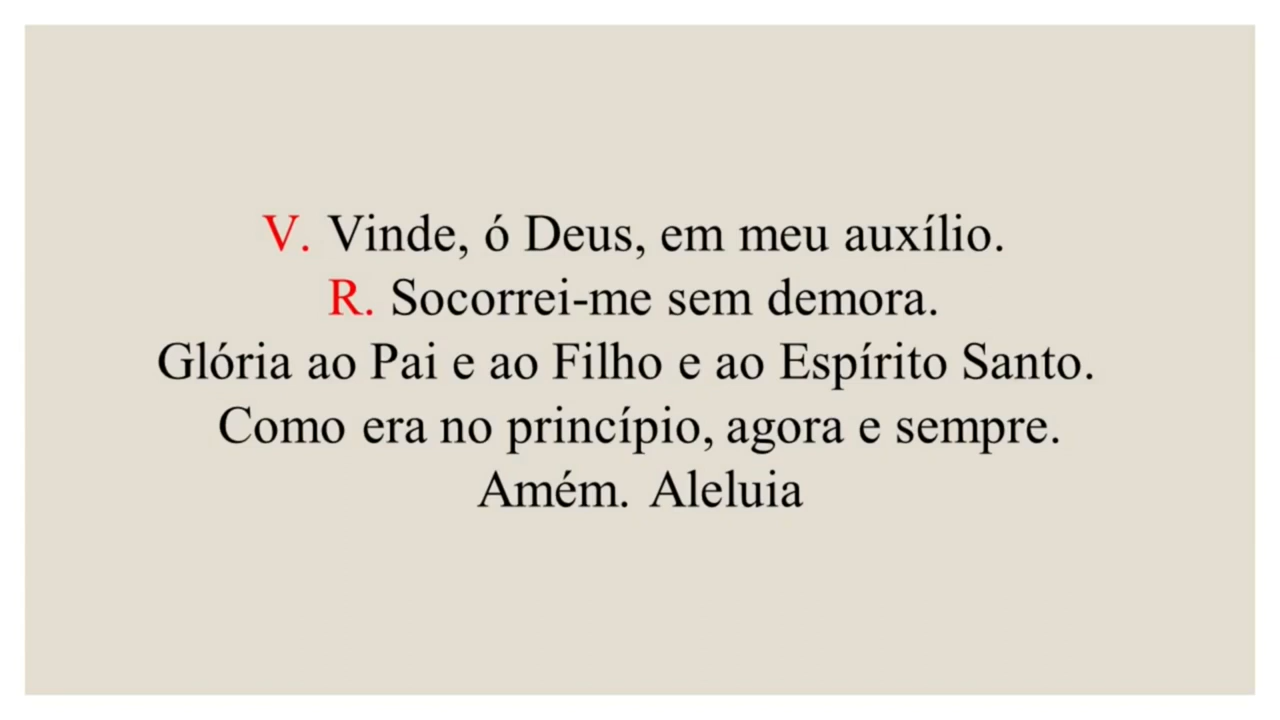 V. Vinde, ó Deus, em meu auxílio.
R. Socorrei-me sem demora.
Glória ao Pai e ao Filho e ao Espírito Santo.
Como era no princípio, agora e sempre.
Amém. Aleluia